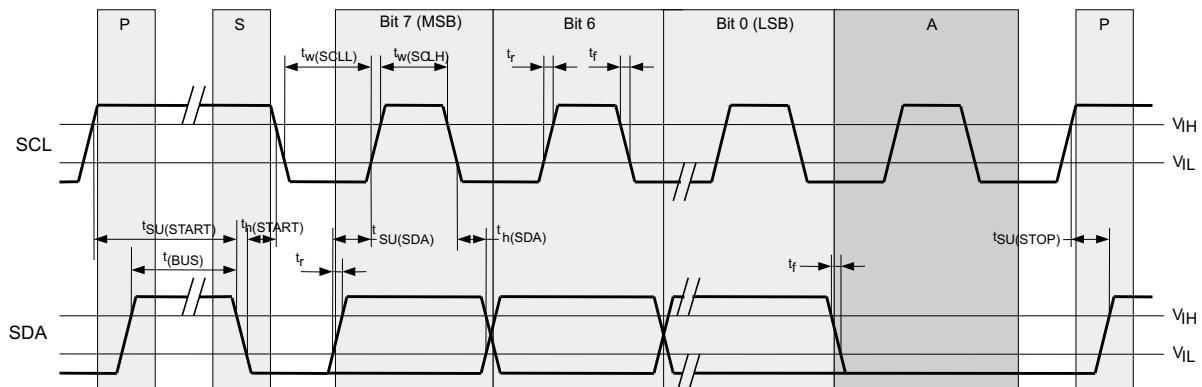 P S Bit 7 (MSB) Bit 6 Bit 0 (LSB) A P
tw(SCLL) tw(SCLH) tr tf
VIH
SCL
VIL
tSU(START) th(START) tSU(SDA) th(SDA) tSU(STOP)
t(BUS) tr tf
VIH
SDA
VIL